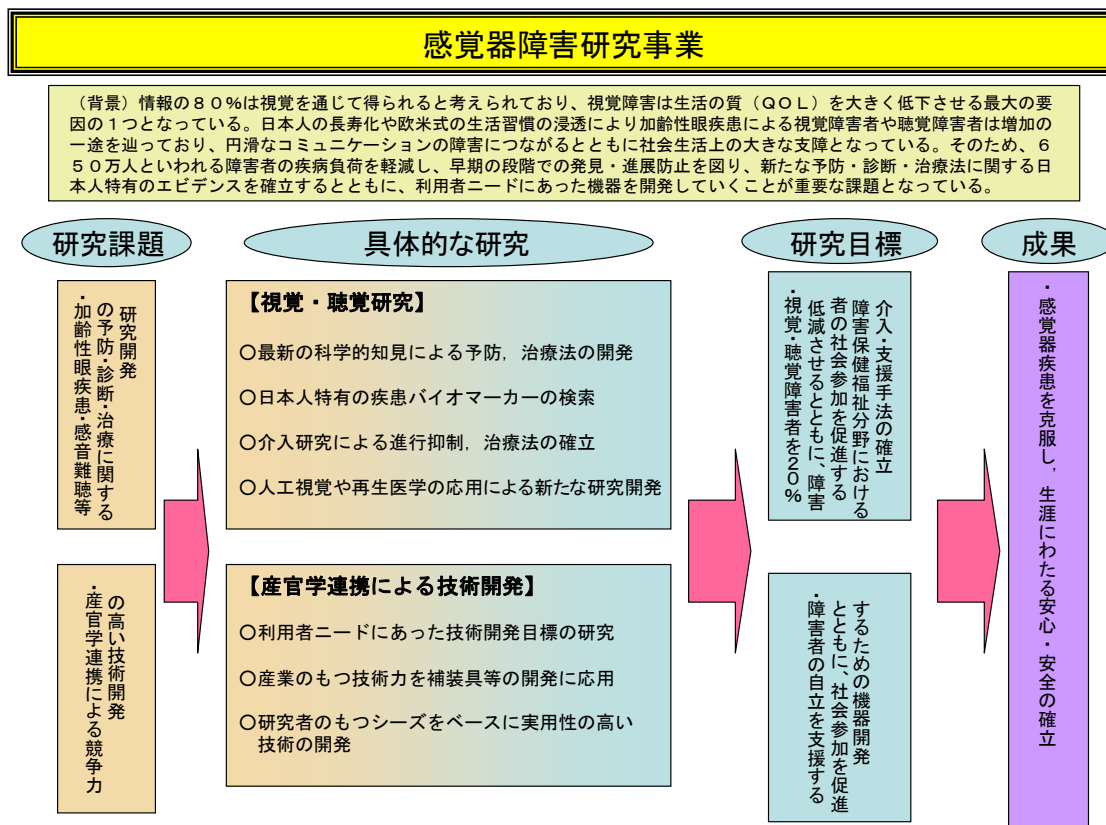 感覚器障害研究事業
（背景）情報の８０％は視覚を通じて得られると考えられており、視覚障害は生活の質（ＱＯＬ）を大きく低下させる最大の要
因の１つとなっている。日本人の長寿化や欧米式の生活習慣の浸透により加齢性眼疾患による視覚障害者や聴覚障害者は増加の
一途を辿っており、円滑なコミュニケーションの障害につながるとともに社会生活上の大きな支障となっている。そのため、６
５０万人といわれる障害者の疾病負荷を軽減し、早期の段階での発見・進展防止を図り、新たな予防・診断・治療法に関する日
本人特有のエビデンスを確立するとともに、利用者ニードにあった機器を開発していくことが重要な課題となっている。
研究課題
・加齢性眼疾患・感音難聴等
の予防・診断・治療に関する
研究開発
・産官学連携による競争力
の高い技術開発
具体的な研究
【視覚・聴覚研究】
○最新の科学的知見による予防，治療法の開発
○日本人特有の疾患バイオマーカーの検索
○介入研究による進行抑制，治療法の確立
○人工視覚や再生医学の応用による新たな研究開発
【産官学連携による技術開発】
○利用者ニードにあった技術開発目標の研究
○産業のもつ技術力を補装具等の開発に応用
○研究者のもつシーズをベースに実用性の高い
技術の開発
研究目標
・視覚・聴覚障害者を２０％
低減させるとともに、障害
者の社会参加を促進する
障害保健福祉分野における
介入・支援手法の確立
・障害者の自立を支援する
とともに、社会参加を促進
するための機器開発
成果
・感覚器疾患を克服し，生涯にわたる安心・安全の確立